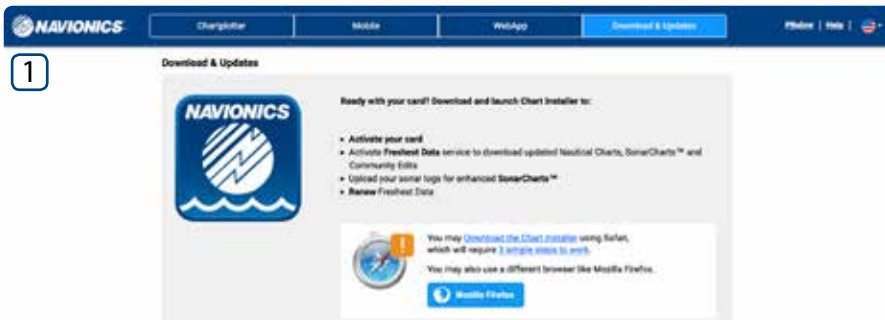 NAVIONICS
Chartplotter
Mobile
WebApp
Download & Updates
Help
1
Download & Updates
NAVIONICS
Ready with your card? Download and launch Chart Installer to:
• Activate your card
• Activate Freshest Data service to download updated Nautical Charts, SonarCharts™ and
Community Edits
• Upload your sonar logs for enhanced SonarCharts™
• Renew Freshest Data
You may Download the Chart Installer using Safari,
which will require 3 simple steps to work.
You may also use a different browser like Mozilla Firefox.
Mozilla Firefox